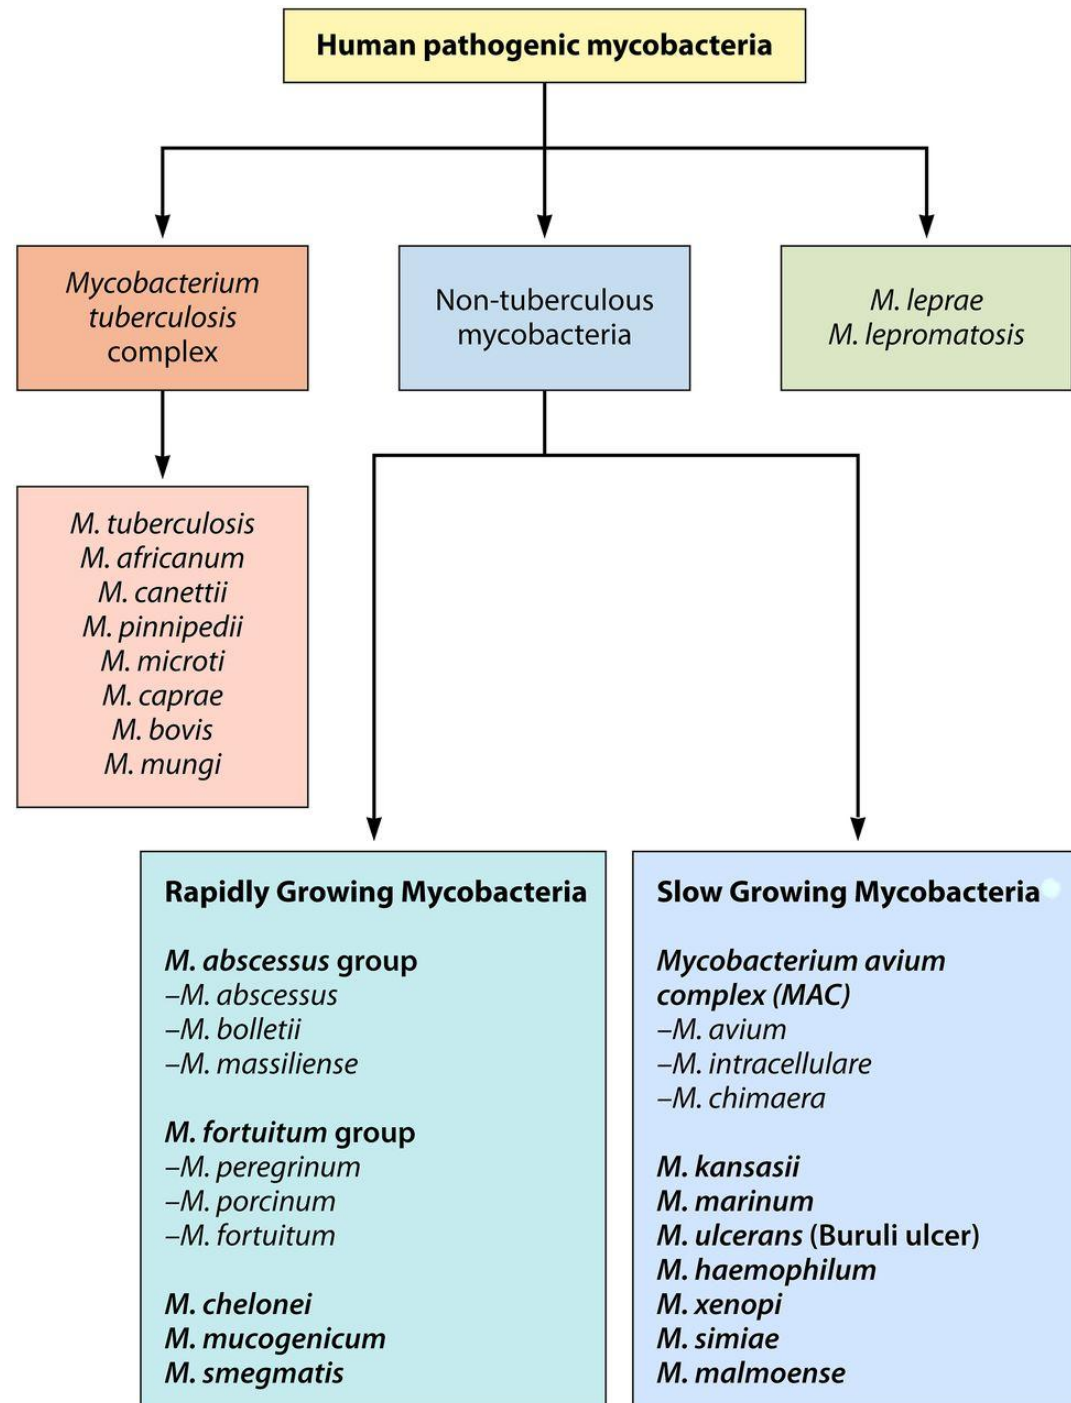 Human pathogenic mycobacteria
Mycobacterium
tuberculosis
complex
Non-tuberculous
mycobacteria
M. leprae
M. lepromatosis
M. tuberculosis
M. africanum
M. canettii
M. pinnipedii
M. microti
M. caprae
M. bovis
M. mungi
Rapidly Growing Mycobacteria
M. abscessus group
–M. abscessus
–M. bolletii
–M. massiliense
M. fortuitum group
–M. peregrinum
–M. porcinum
–M. fortuitum
M. chelonei
M. mucogenicum
M. smegmatis
Slow Growing Mycobacteria
Mycobacterium avium
complex (MAC)
–M. avium
–M. intracellulare
–M. chimaera
M. kansasii
M. marinum
M. ulcerans (Buruli ulcer)
M. haemophilum
M. xenopi
M. simiae
M. malmoense